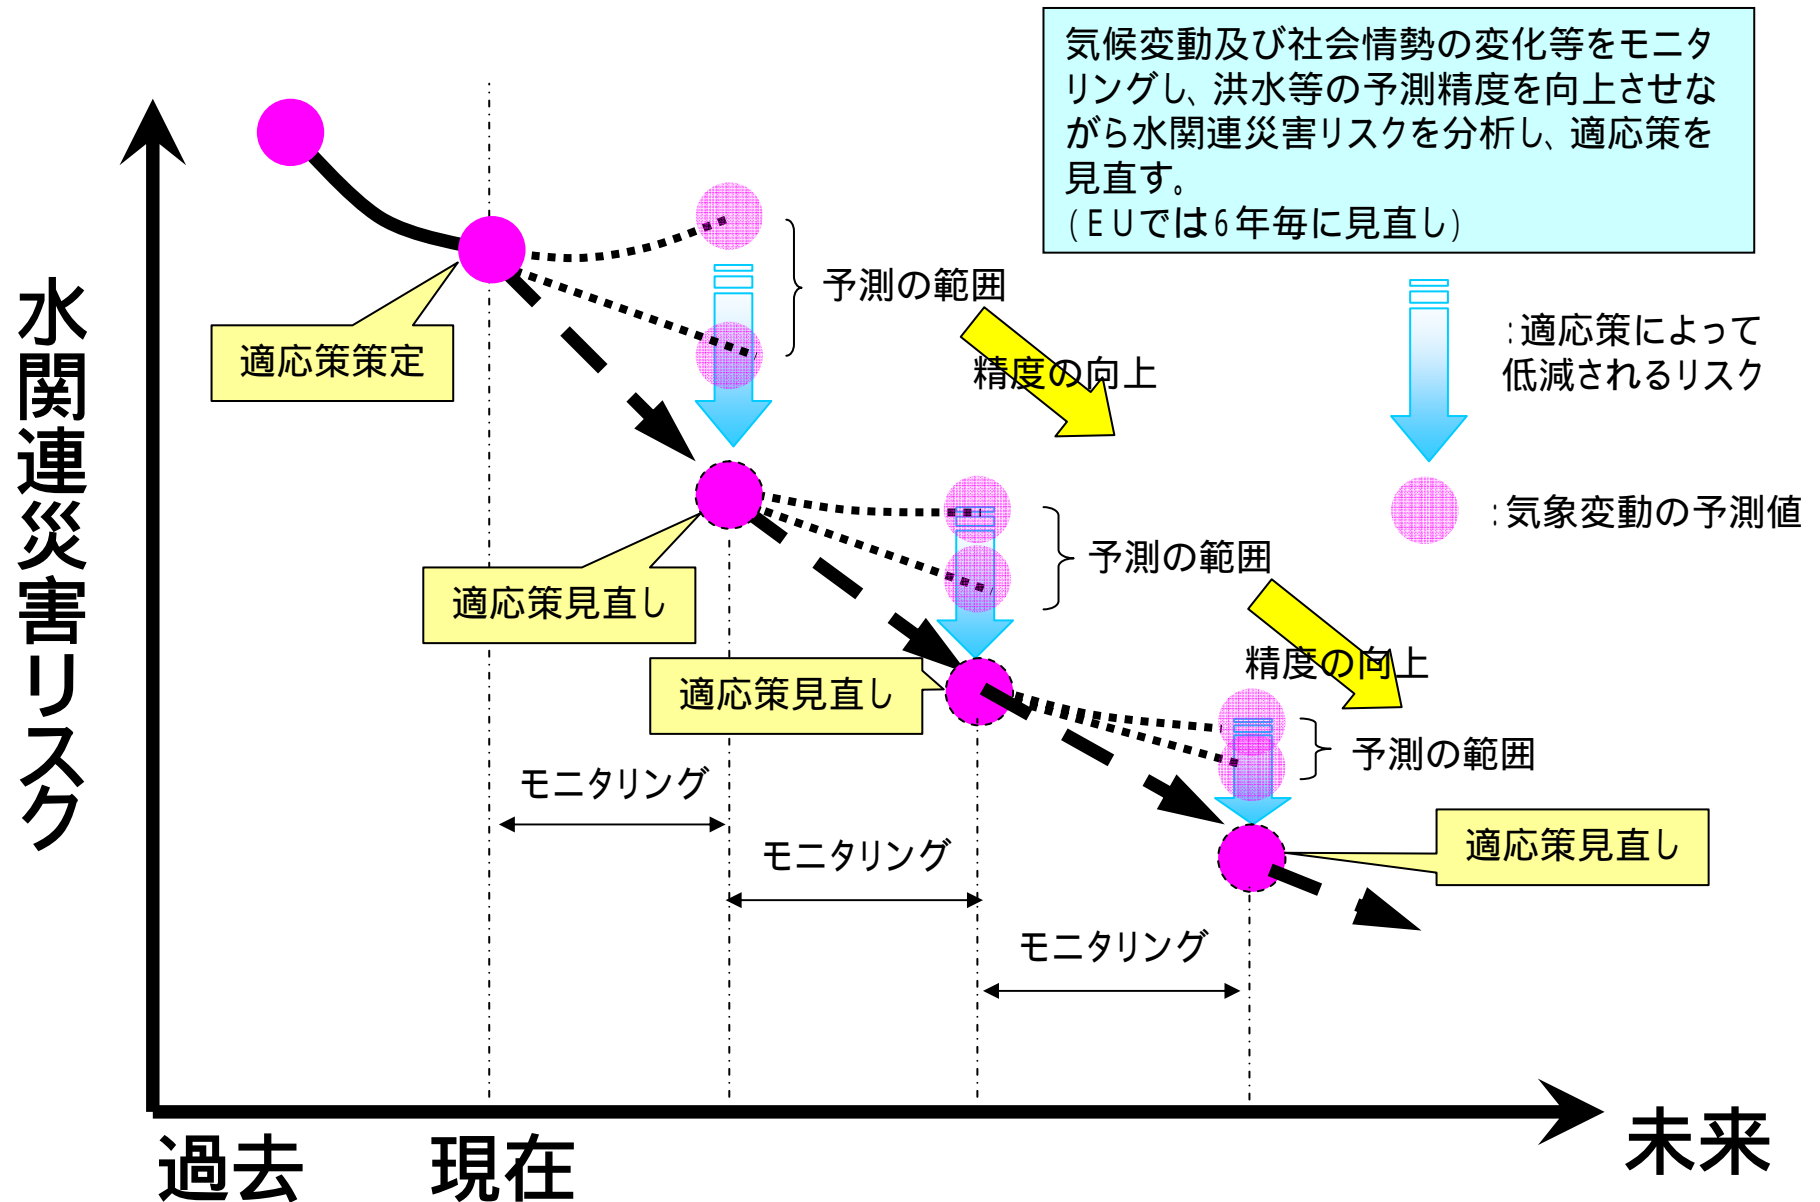 気候変動及び社会情勢の変化等をモニタ
リングし、洪水等の予測精度を向上させな
がら水関連災害リスクを分析し、適応策を
見直す。
(EUでは6年毎に見直し)
水関連災害リスク
予測の範囲
適応策策定
精度の向上
:適応策によって
低減されるリスク
:気象変動の予測値
予測の範囲
適応策見直し
適応策見直し
精度の向上
予測の範囲
モニタリング
適応策見直し
モニタリング
モニタリング
過去
現在
未来